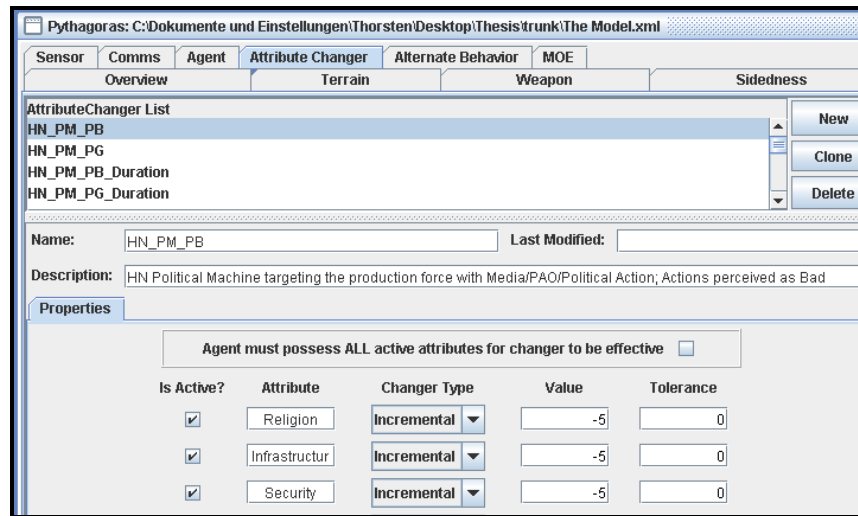 Pythagoras: C:\Dokumente und Einstellungen\Thorsten\Desktop\Thesis\trunk\The Model.xml
Sensor Comms Agent Attribute Changer Alternate Behavior MOE
Overview Terrain Weapon Sidedness
AttributeChanger List
HN_PM_PB
HN_PM_PG
HN_PM_PB_Duration
HN_PM_PG_Duration
New
Clone
Delete
Name: HN_PM_PB Last Modified:
Description: HN Political Machine targeting the production force with Media/PAO/Political Action; Actions perceived as Bad
Properties
Agent must possess ALL active attributes for changer to be effective
Is Active? Attribute Changer Type Value Tolerance
Religion Incremental -5 0
Infrastructur Incremental -5 0
Security Incremental -5 0